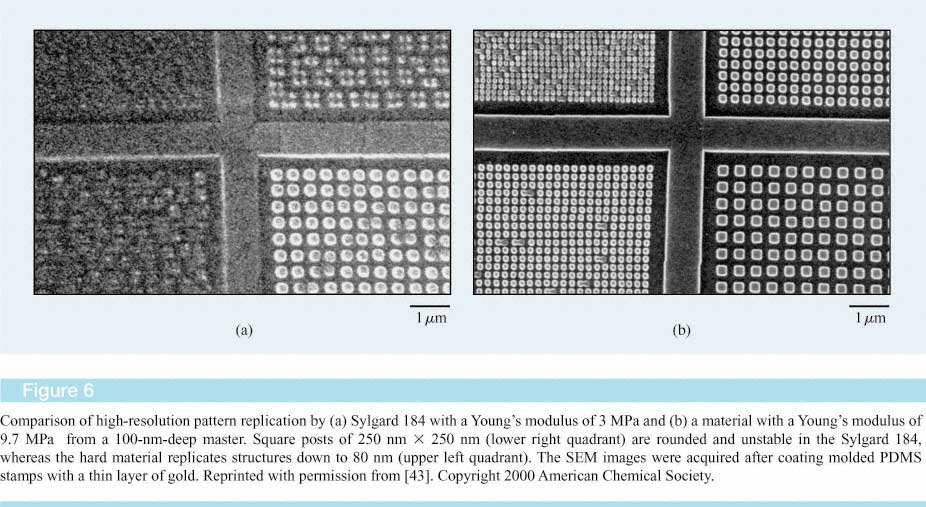 1 μm
1 μm
(a)
(b)
Figure 6
Comparison of high-resolution pattern replication by (a) Sylgard 184 with a Young’s modulus of 3 MPa and (b) a material with a Young’s modulus of
9.7 MPa from a 100-nm-deep master. Square posts of 250 nm × 250 nm (lower right quadrant) are rounded and unstable in the Sylgard 184,
whereas the hard material replicates structures down to 80 nm (upper left quadrant). The SEM images were acquired after coating molded PDMS
stamps with a thin layer of gold. Reprinted with permission from [43]. Copyright 2000 American Chemical Society.